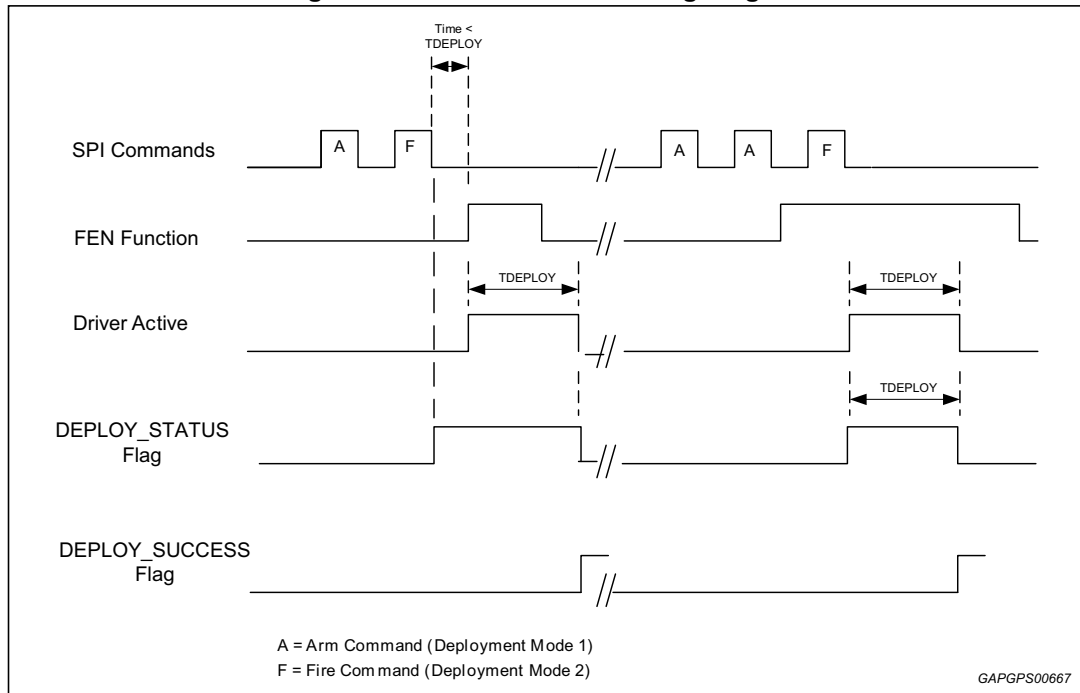 Time <
TDEPLOY
SPI Commands
A
F
A
A
F
FEN Function
TDEPLOY
TDEPLOY
Driver Active
TDEPLOY
DEPLOY_STATUS
Flag
DEPLOY_SUCCESS
Flag
A = Arm Command (Deployment Mode 1)
F = Fire Command (Deployment Mode 2)
GAPGPS00667